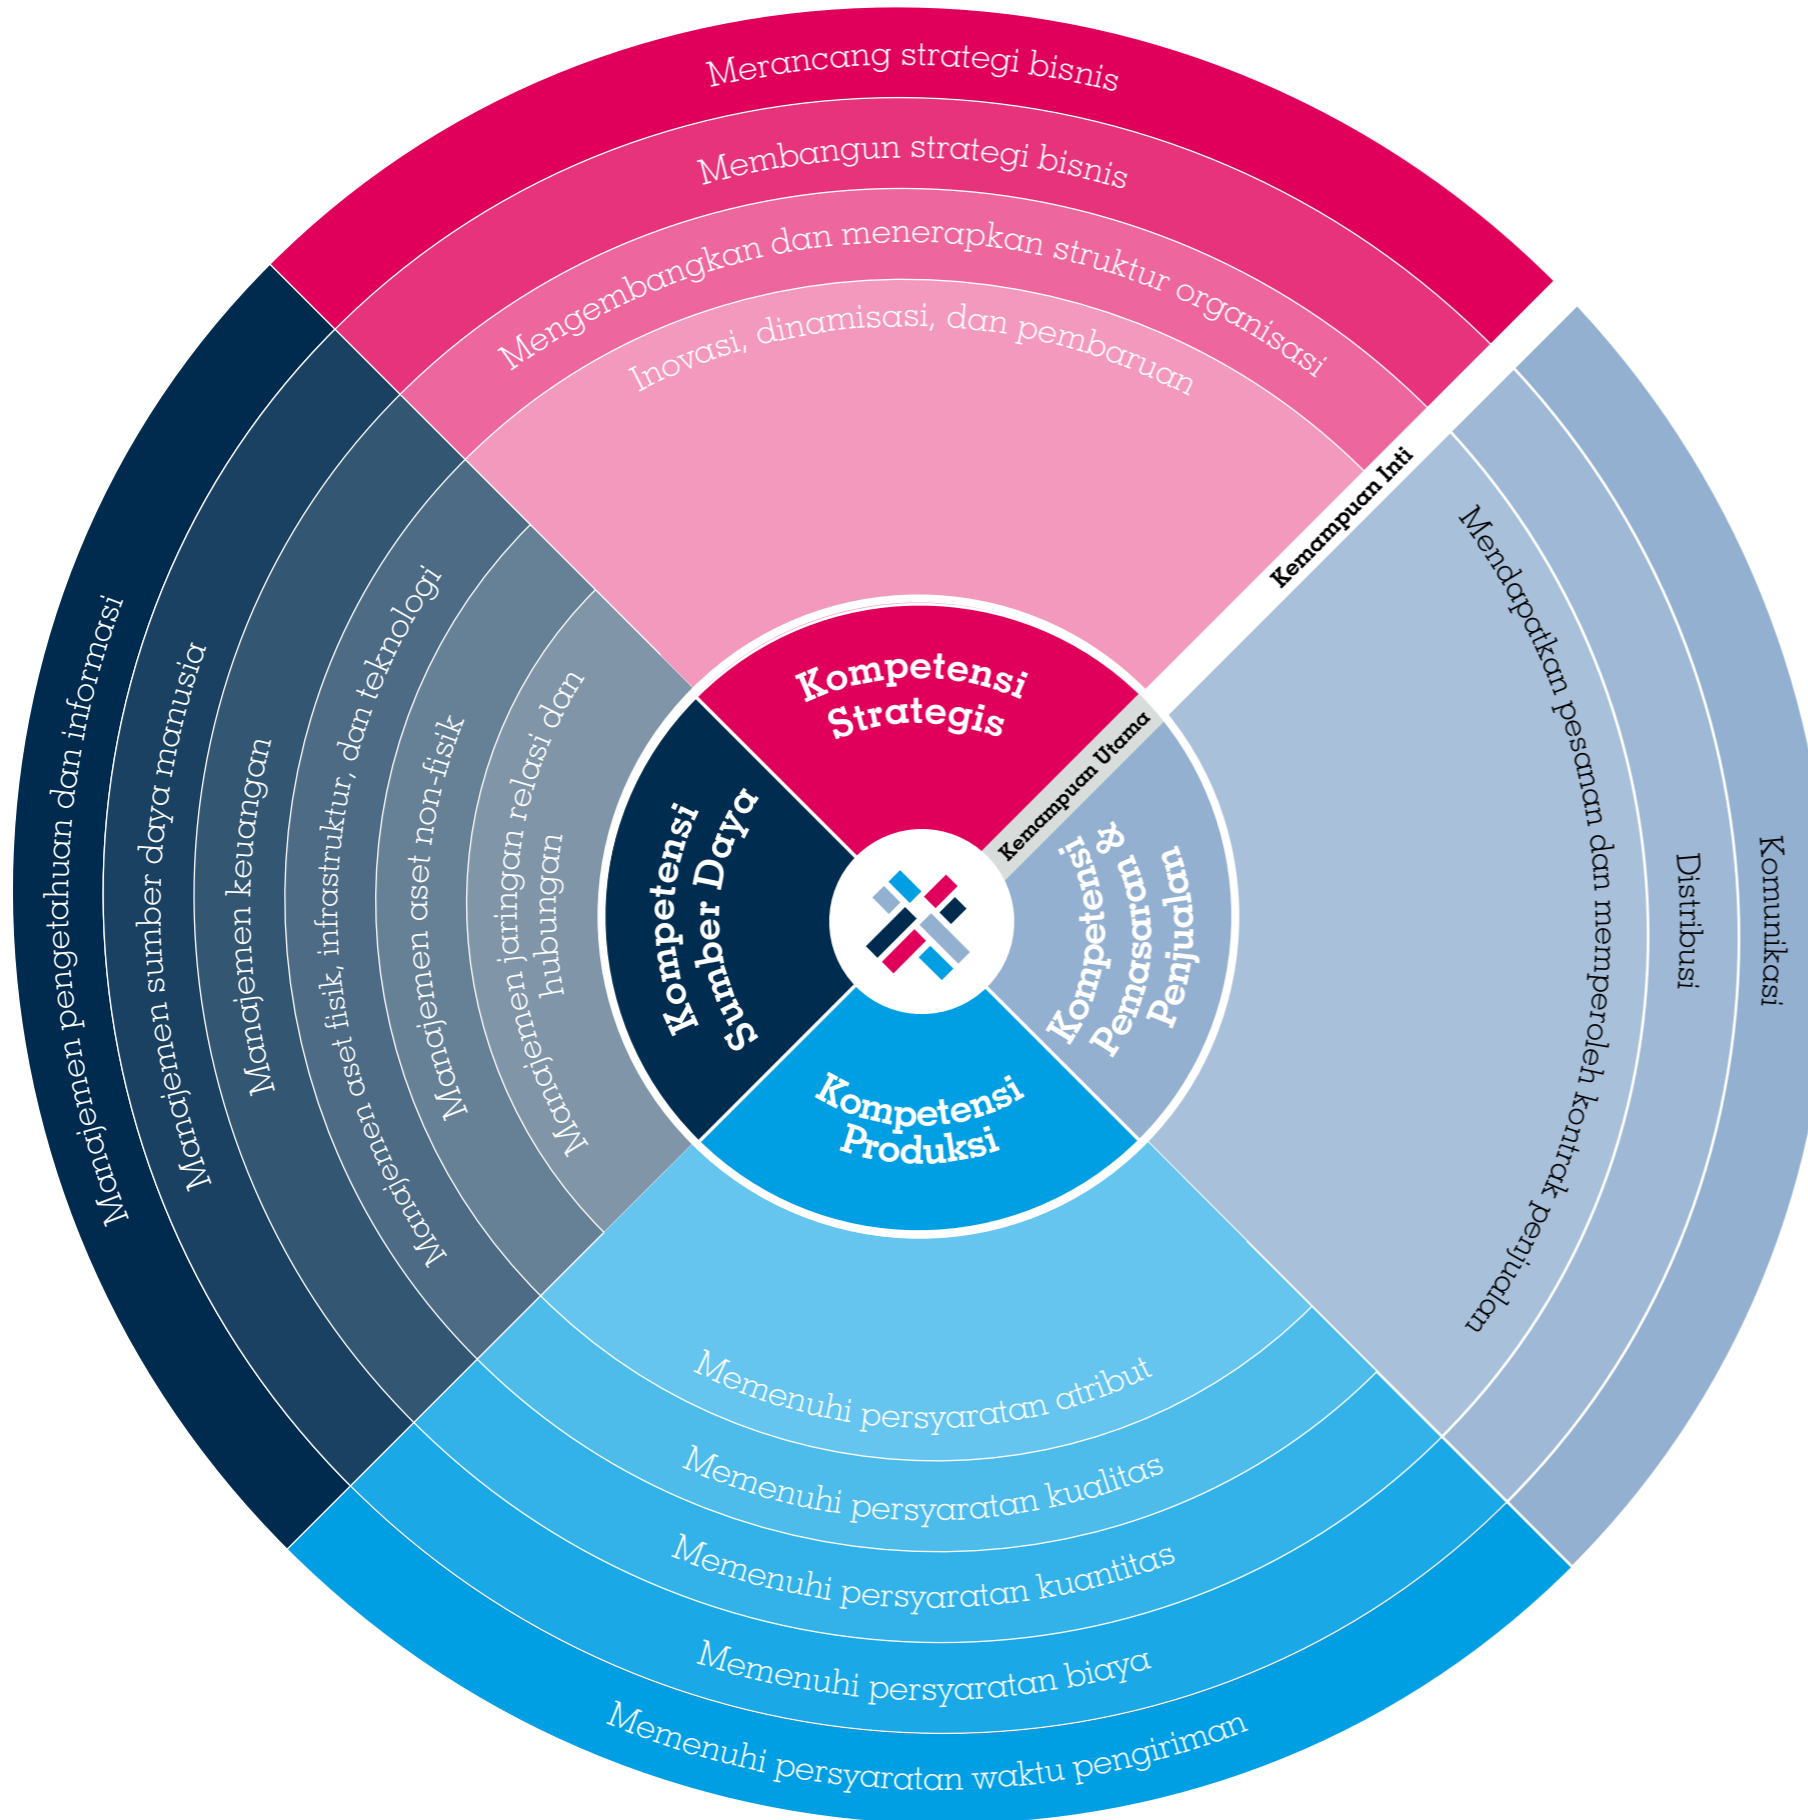 Merancang strategi bisnis
Membangun strategi bisnis
Mengembangkan dan menerapkan struktur organisasi
Inovasi, dinamisasi, dan pembaruan
Kompetensi
Strategis
Kemampuan Inti
Kemampuan Utama
Kompetensi
Pemasaran &
Penjualan
Mendapatkan pesanan dan memperoleh kontrak penjualan
Distribusi
Komunikasi
Kompetensi
Produksi
Memenuhi persyaratan atribut
Memenuhi persyaratan kualitas
Memenuhi persyaratan kuantitas
Memenuhi persyaratan biaya
Memenuhi persyaratan waktu pengiriman
Kompetensi
Sumber Daya
Manajemen pengetahuan dan informasi
Manajemen sumber daya manusia
Manajemen keuangan
Manajemen aset fisik, infrastruktur, dan teknologi
Manajemen aset non-fisik
Manajemen jaringan relasi dan
hubungan